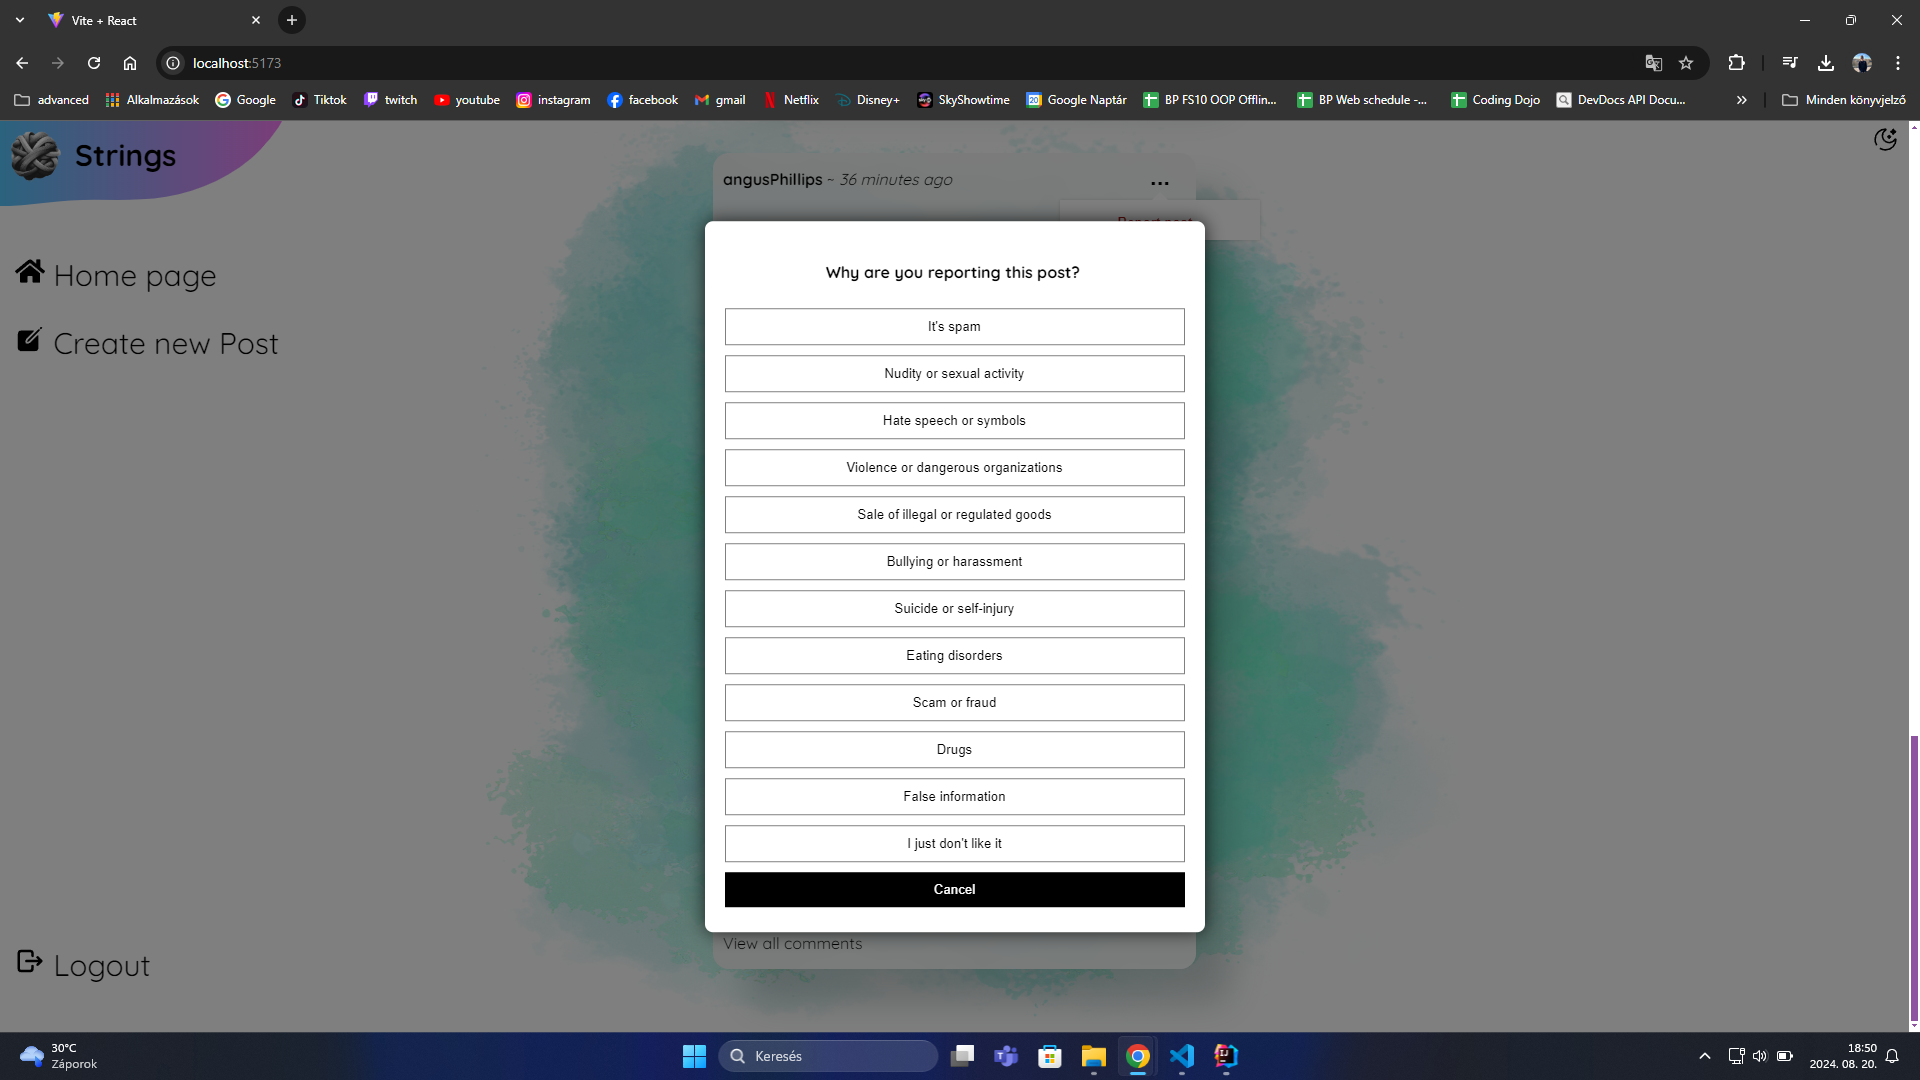 Vite + React
localhost:5173
advanced
Alkalmazások
Google
Tiktok
twitch
youtube
instagram
facebook
gmail
Netflix
Disney+
SkyShowtime
20
Google Naptár
BP FS10 OOP Offlin...
BP Web schedule -...
Coding Dojo
DevDocs API Docu...
Minden könyvjelző
Strings
angusPhillips ~ 36 minutes ago
...
Home page
Create new Post
Why are you reporting this post?
It's spam
Nudity or sexual activity
Hate speech or symbols
Violence or dangerous organizations
Sale of illegal or regulated goods
Bullying or harassment
Suicide or self-injury
Eating disorders
Scam or fraud
Drugs
False information
I just don't like it
Cancel
View all comments
Logout
30°C
Záporok
Keresés
18:50
2024. 08. 20.